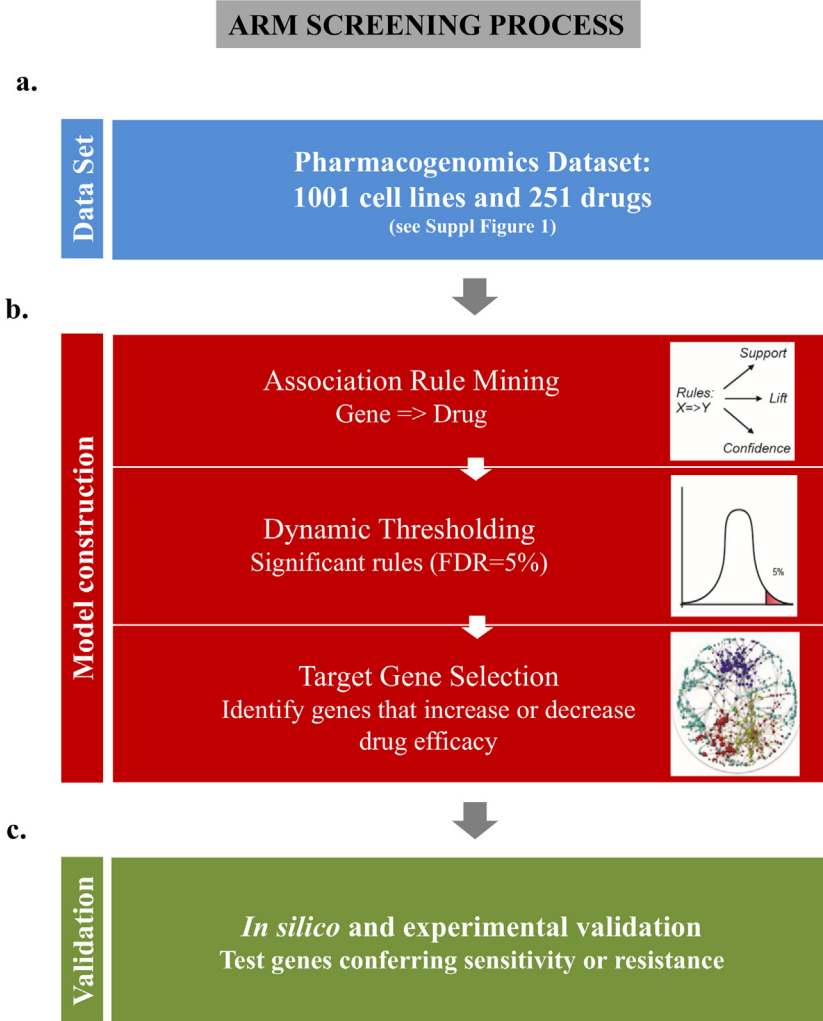 ARM SCREENING PROCESS
a.
Data Set
Pharmacogenomics Dataset:
1001 cell lines and 251 drugs
(see Suppl Figure 1)
b.
Model construction
Association Rule Mining
Gene => Drug
Support
Rules:
X=>Y
Lift
Confidence
Dynamic Thresholding
Significant rules (FDR=5%)
5%
Target Gene Selection
Identify genes that increase or decrease
drug efficacy
c.
Validation
In silico and experimental validation
Test genes conferring sensitivity or resistance